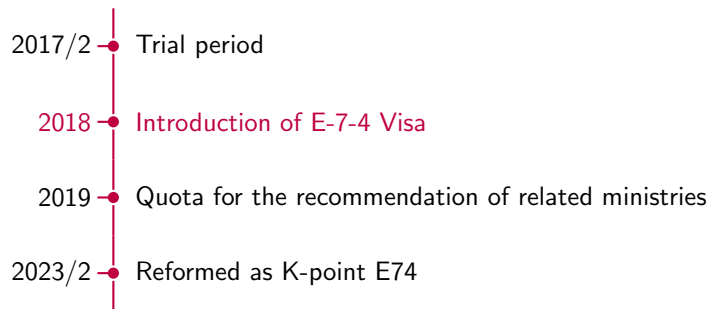 2017/2 Trial period
2018 Introduction of E-7-4 Visa
2019 Quota for the recommendation of related ministries
2023/2 Reformed as K-point E74